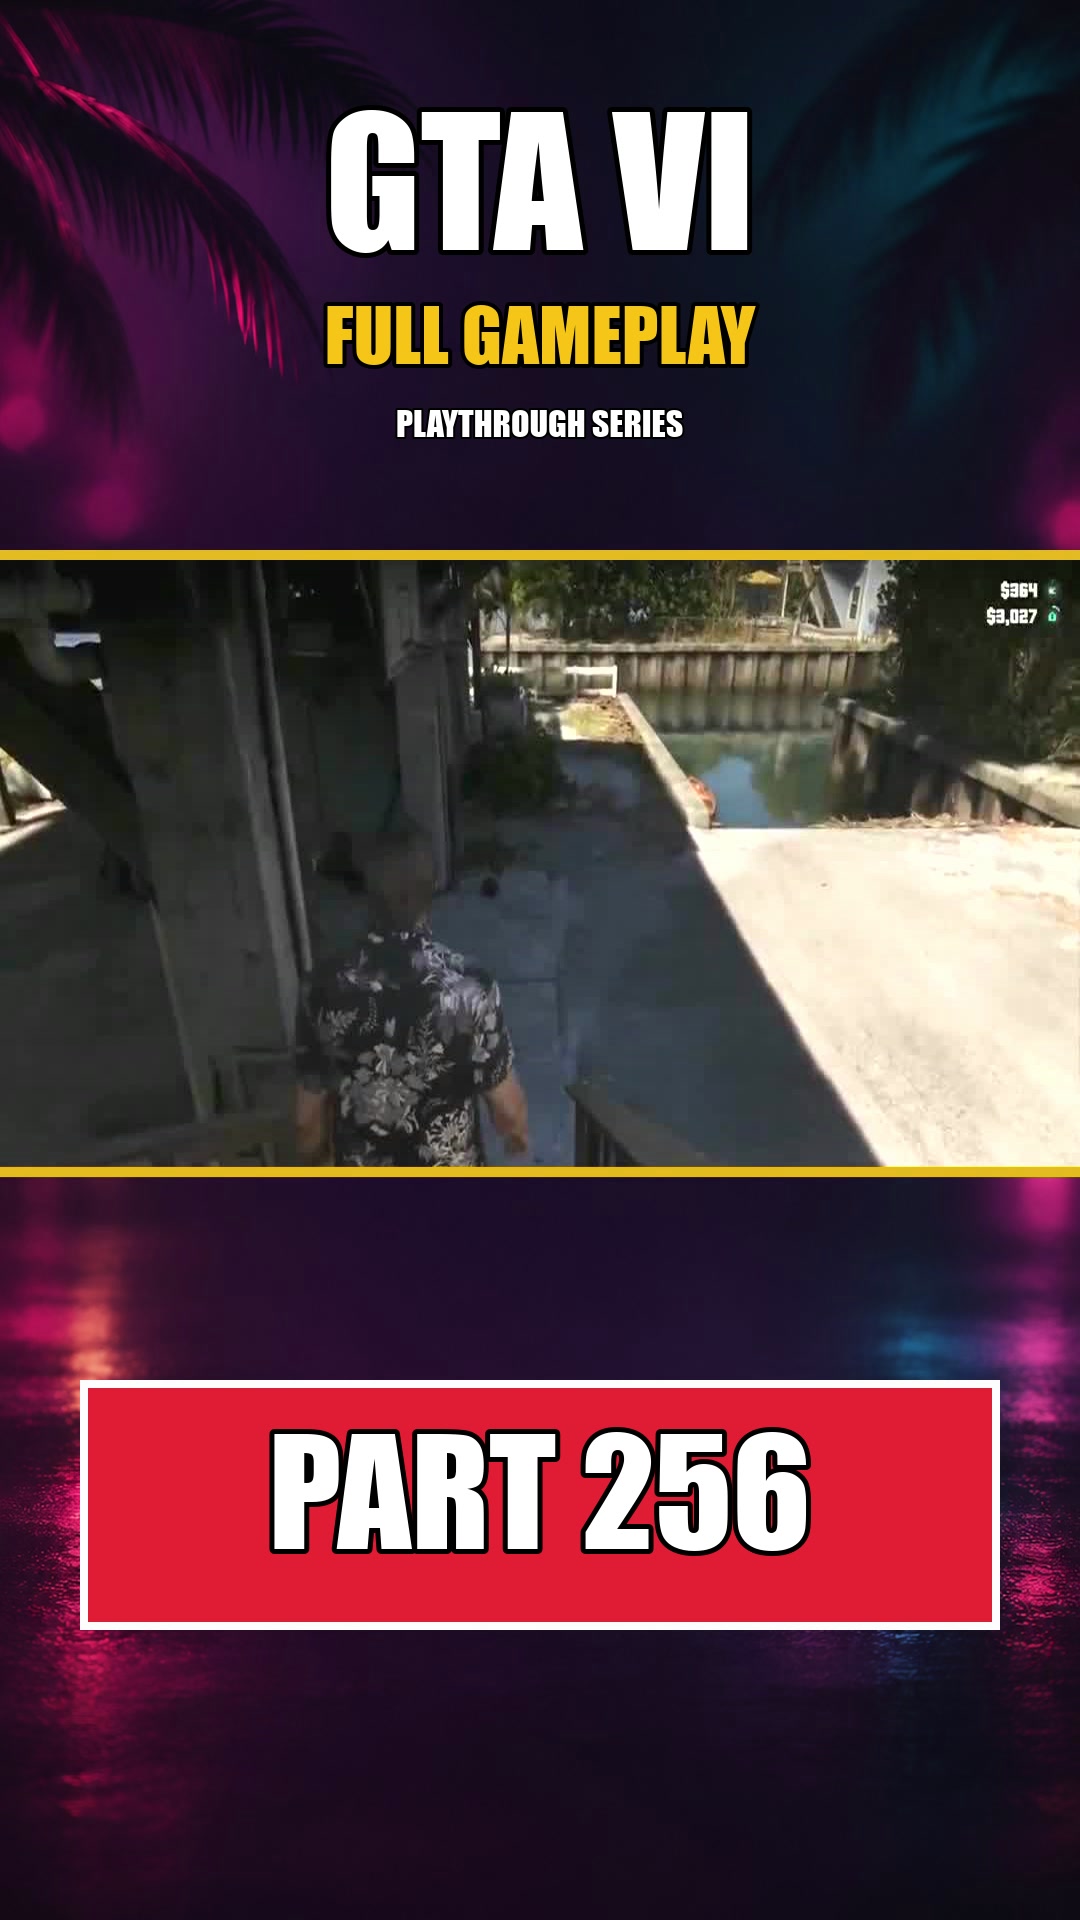 GTA VI
FULL GAMEPLAY
PLAYTHROUGH SERIES
$364
$3,027
PART 256